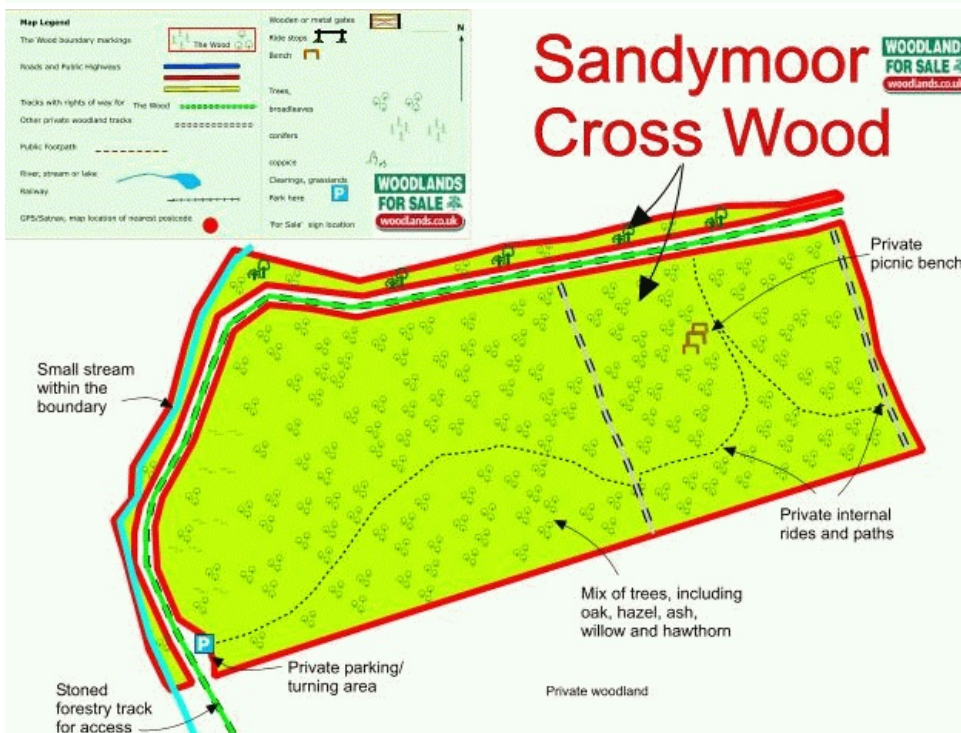 Map Legend
The Wood boundary markings
The Wood
Roads and Public Highways
Tracks with rights of way for The Wood
Other private woodland tracks
Public Footpath
River, stream or lake
Railway
GPS/Satnav, map location of nearest postcode
Wooden or metal gates
Ride stops
Bench
Trees,
broadleaves
conifers
coppice
Clearings, grasslands
Park here
P
'For Sale' sign location
N
WOODLANDS
FOR SALE
woodlands.co.uk
Sandymoor
Cross Wood
WOODLANDS
FOR SALE
woodlands.co.uk
Private
picnic bench
Small stream
within the
boundary
Private internal
rides and paths
Mix of trees, including
oak, hazel, ash,
willow and hawthorn
P
Private parking/
turning area
Private woodland
Stoned
forestry track
for access